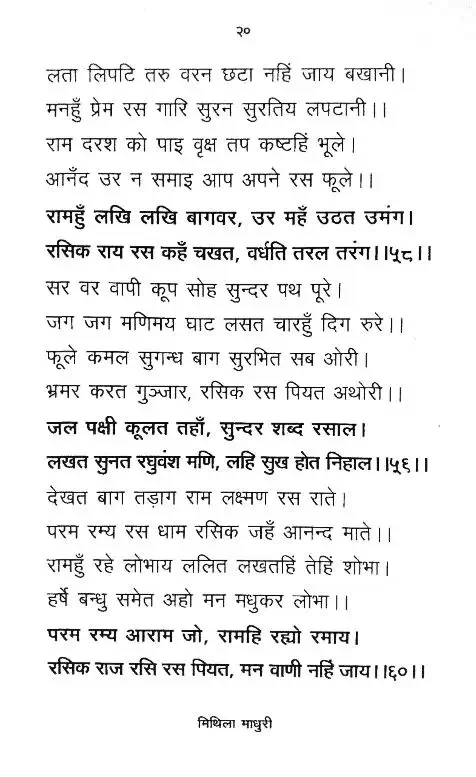 २०
लता लिपटि तरु वरन छटा नहिं जाय बखानी।
मनहुँ प्रेम रस गारि सुरन सुरतिय लपटानी।।
राम दरश को पाइ वृक्ष तप कष्टहिं भूले।
आनँद उर न समाइ आप अपने रस फूले।।
रामहुँ लखि लखि बागवर, उर महँ उठत उमंग।
रसिक राय रस कहँ चखत, वर्धति तरल तरंग।।५८।।
सर वर वापी कूप सोह सुन्दर पथ पूरे।
जग जग मणिमय घाट लसत चारहुँ दिग रुरे।।
फूले कमल सुगन्ध बाग सुरभित सब ओरी।
भ्रमर करत गुञ्जार, रसिक रस पियत अथोरी।।
जल पक्षी कूलत तहाँ, सुन्दर शब्द रसाल।
लखत सुनत रघुवंश मणि, लहि सुख होत निहाल।।५६।।
देखत बाग तड़ाग राम लक्ष्मण रस राते।
परम रम्य रस धाम रसिक जहँ आनन्द माते।।
रामहुँ रहे लोभाय ललित लखतहिं तेहिं शोभा।
हर्षे बन्धु समेत अहो मन मधुकर लोभा।।
परम रम्य आराम जो, रामहि रह्यो रमाय।
रसिक राज रसि रस पियत, मन वाणी नहिं जाय।।६०।।
मिथिला माधुरी